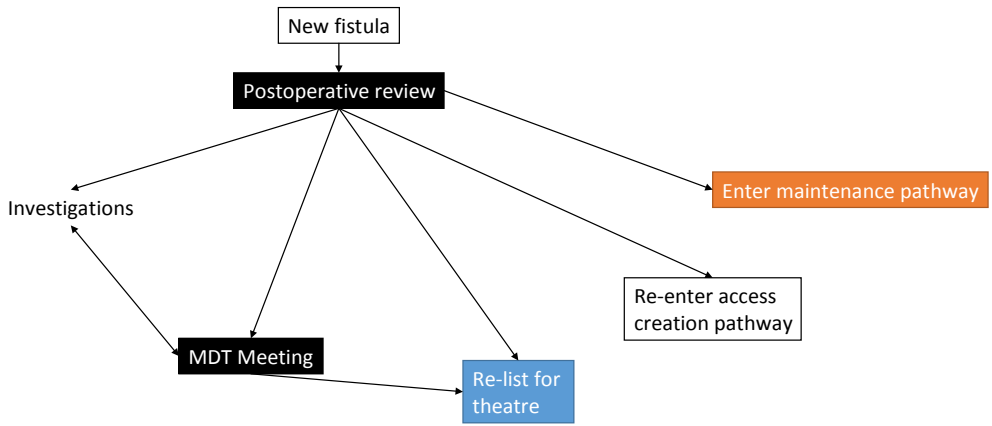 New fistula
Postoperative review
Enter maintenance pathway
Investigations
Re-enter access
creation pathway
MDT Meeting
Re-list for
theatre